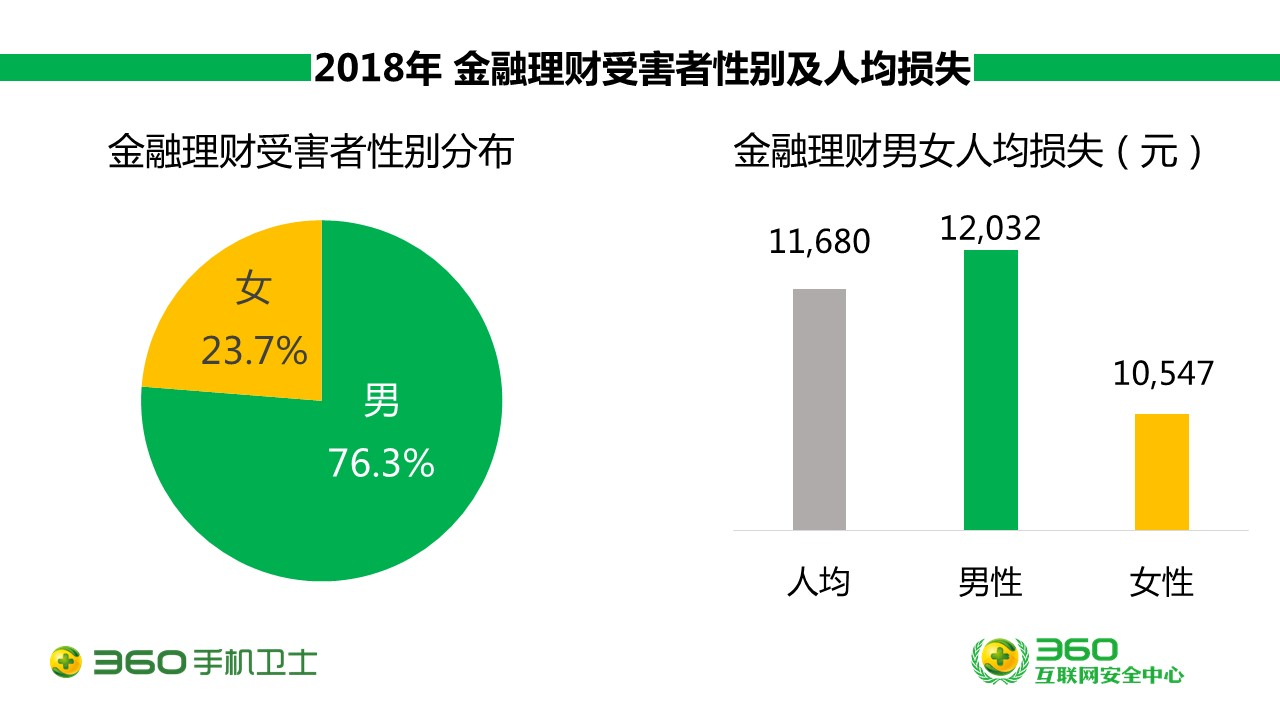 2018年 金融理财受害者性别及人均损失
金融理财受害者性别分布
女
23.7%
男
76.3%
金融理财男女人均损失（元）
11,680
12,032
10,547
人均
男性
女性
360手机卫士
360
互联网安全中心